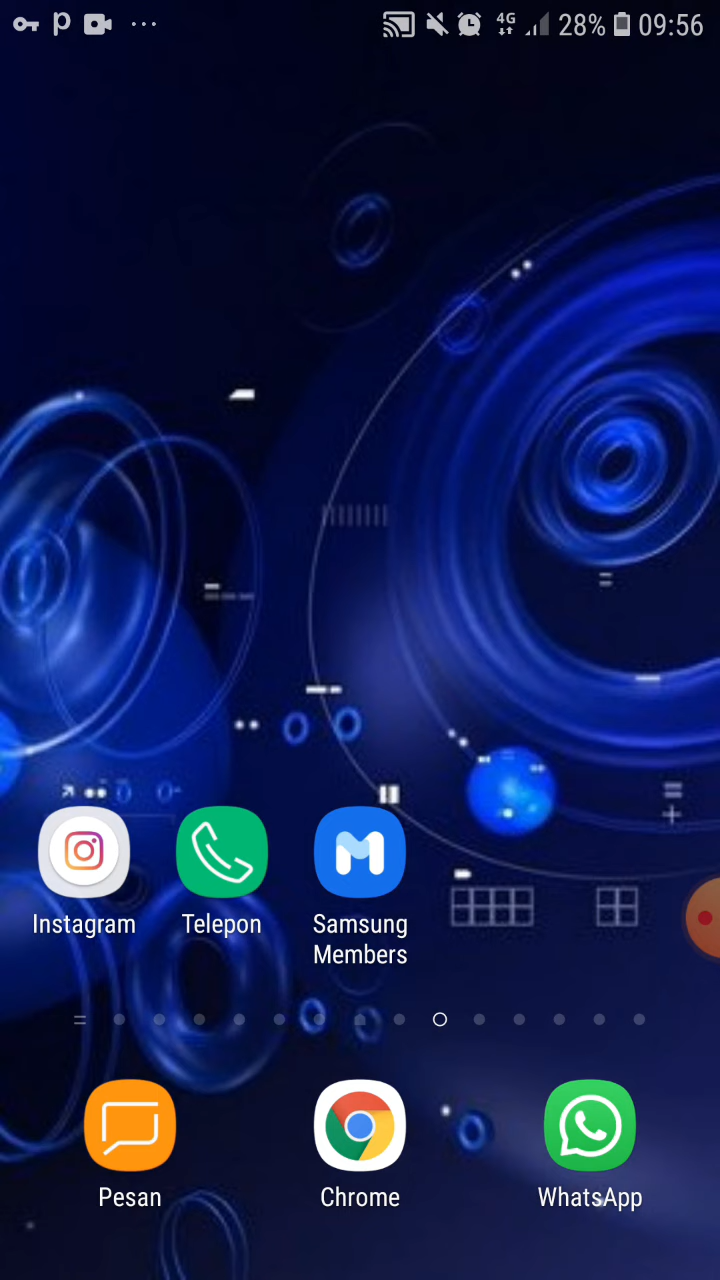 4G 28% 09:56
Instagram
Telepon
Samsung
Members
Pesan
Chrome
WhatsApp